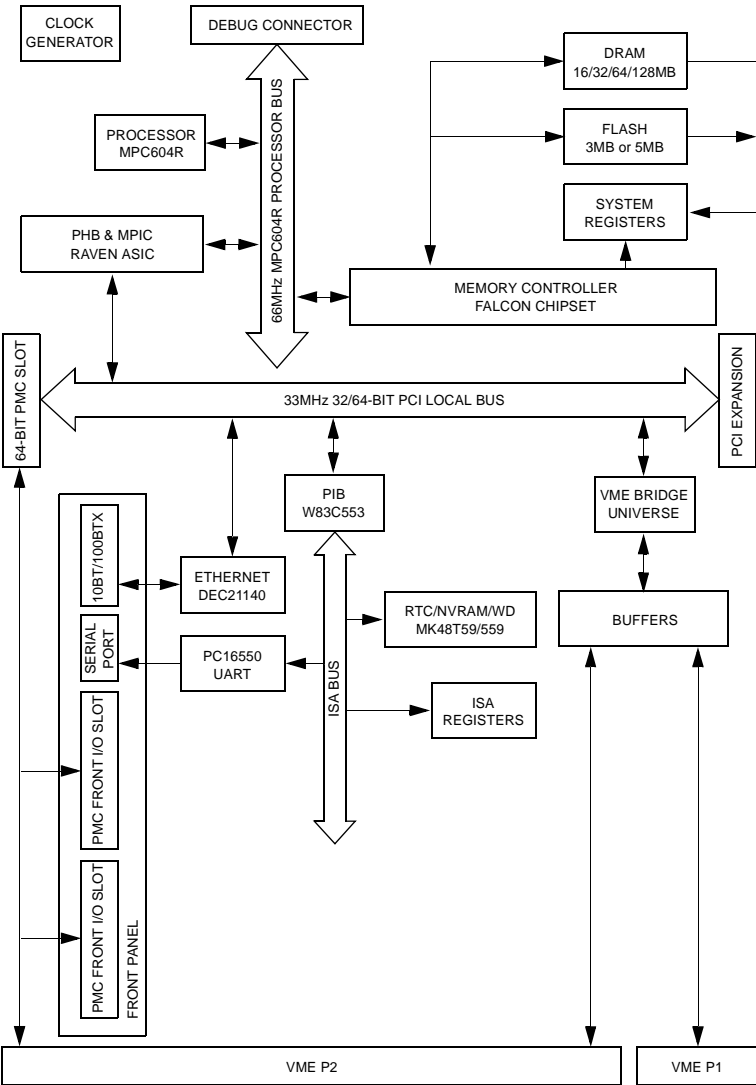 CLOCK
GENERATOR
DEBUG CONNECTOR
DRAM
16/32/64/128MB
PROCESSOR
MPC604R
FLASH
3MB or 5MB
66MHz MPC604R PROCESSOR BUS
SYSTEM
REGISTERS
PHB & MPIC
RAVEN ASIC
MEMORY CONTROLLER
FALCON CHIPSET
64-BIT PMC SLOT
33MHz 32/64-BIT PCI LOCAL BUS
PCI EXPANSION
PIB
W83C553
VME BRIDGE
UNIVERSE
10BT/100BTX
ETHERNET
DEC21140
RTC/NVRAM/WD
MK48T59/559
BUFFERS
SERIAL
PORT
PC16550
UART
ISA BUS
ISA
REGISTERS
PMC FRONT I/O SLOT
PMC FRONT I/O SLOT
FRONT PANEL
VME P2
VME P1